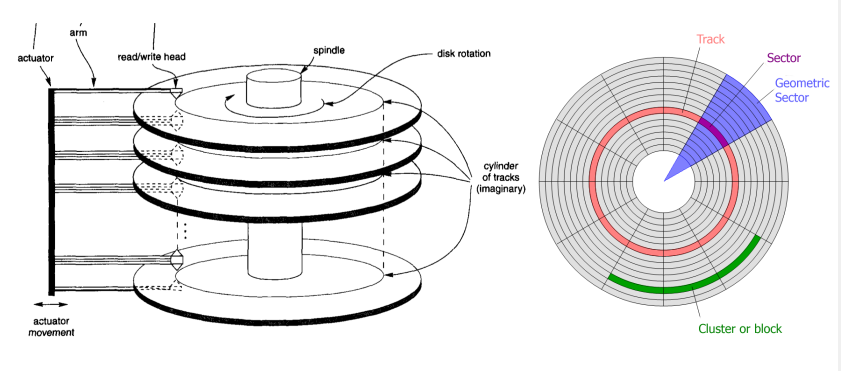 arm
actuator
read/write head
spindle
disk rotation
cylinder
of tracks
(imaginary)
actuator
movement
Track
Sector
Geometric
Sector
Cluster or block